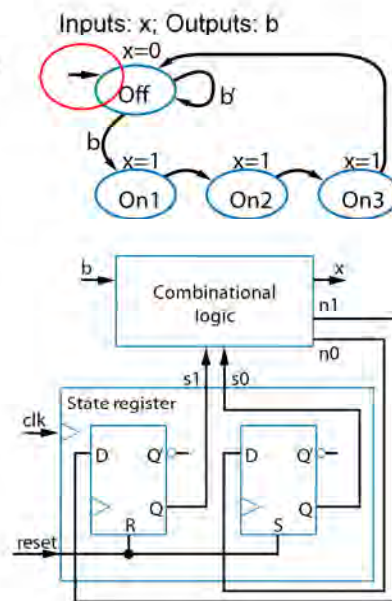 Inputs: x; Outputs: b
x=0
Off
b'
b
x=1
x=1
x=1
On1
On2
On3
b
x
Combinational
logic
n1
n0
s1
s0
State register
clk
D
Q'
D
Q'
Q
Q
R
S
reset